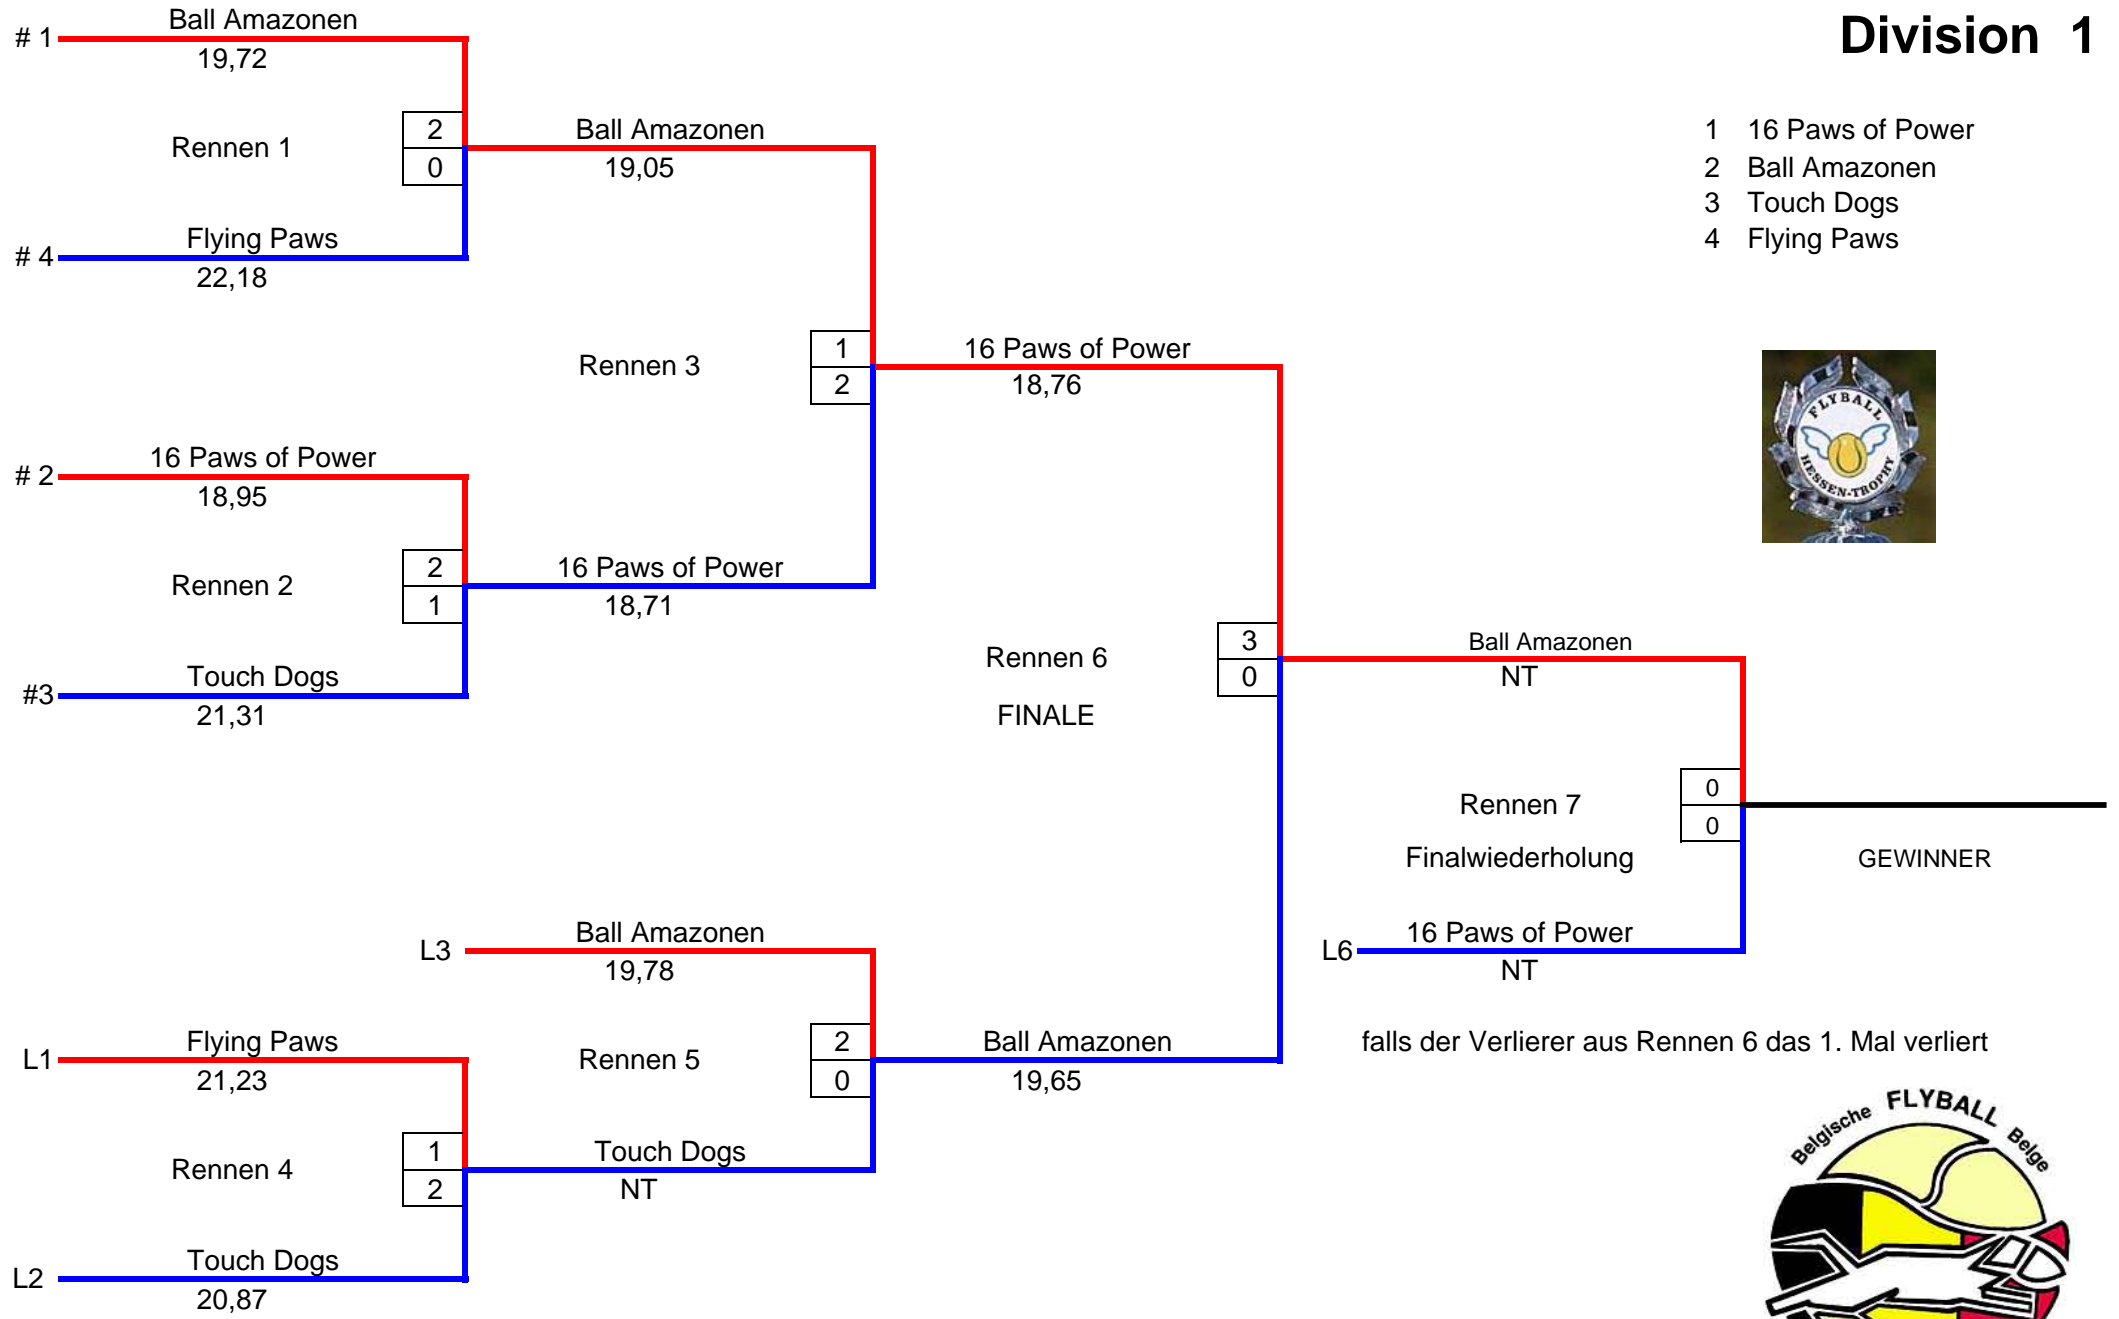 Division 1
# 1
Ball Amazonen
19,72
Rennen 1
2
0
# 4
Flying Paws
22,18
Ball Amazonen
19,05
1 16 Paws of Power
2 Ball Amazonen
3 Touch Dogs
4 Flying Paws
Rennen 3
1
2
16 Paws of Power
18,76
FLYBALL
HESSEN-TROPHY
# 2
16 Paws of Power
18,95
Rennen 2
2
1
#3
Touch Dogs
21,31
16 Paws of Power
18,71
Rennen 6
FINALE
3
0
Ball Amazonen
NT
Rennen 7
Finalwiederholung
0
0
GEWINNER
L6
16 Paws of Power
NT
falls der Verlierer aus Rennen 6 das 1. Mal verliert
L3
Ball Amazonen
19,78
Rennen 5
2
0
Ball Amazonen
19,65
L1
Flying Paws
21,23
Rennen 4
1
2
Touch Dogs
NT
L2
Touch Dogs
20,87
Belgische FLYBALL Belge